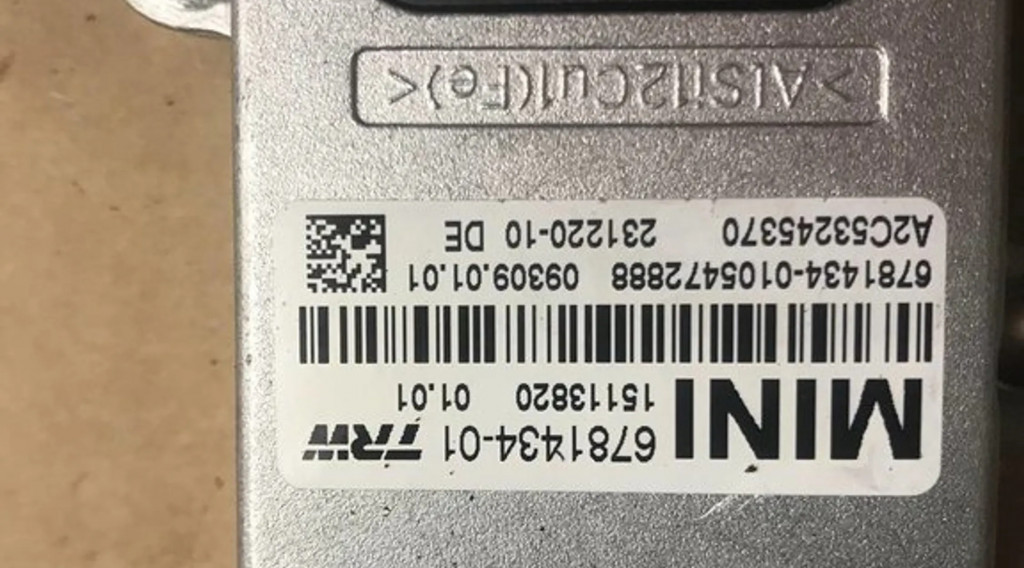 MINI 6781434-01 TRW
15113820 01.01
6781434-0105472888 09309.01.01
A2C53245370 231220-10 DE
>AlSi12Cu1(Fe)<